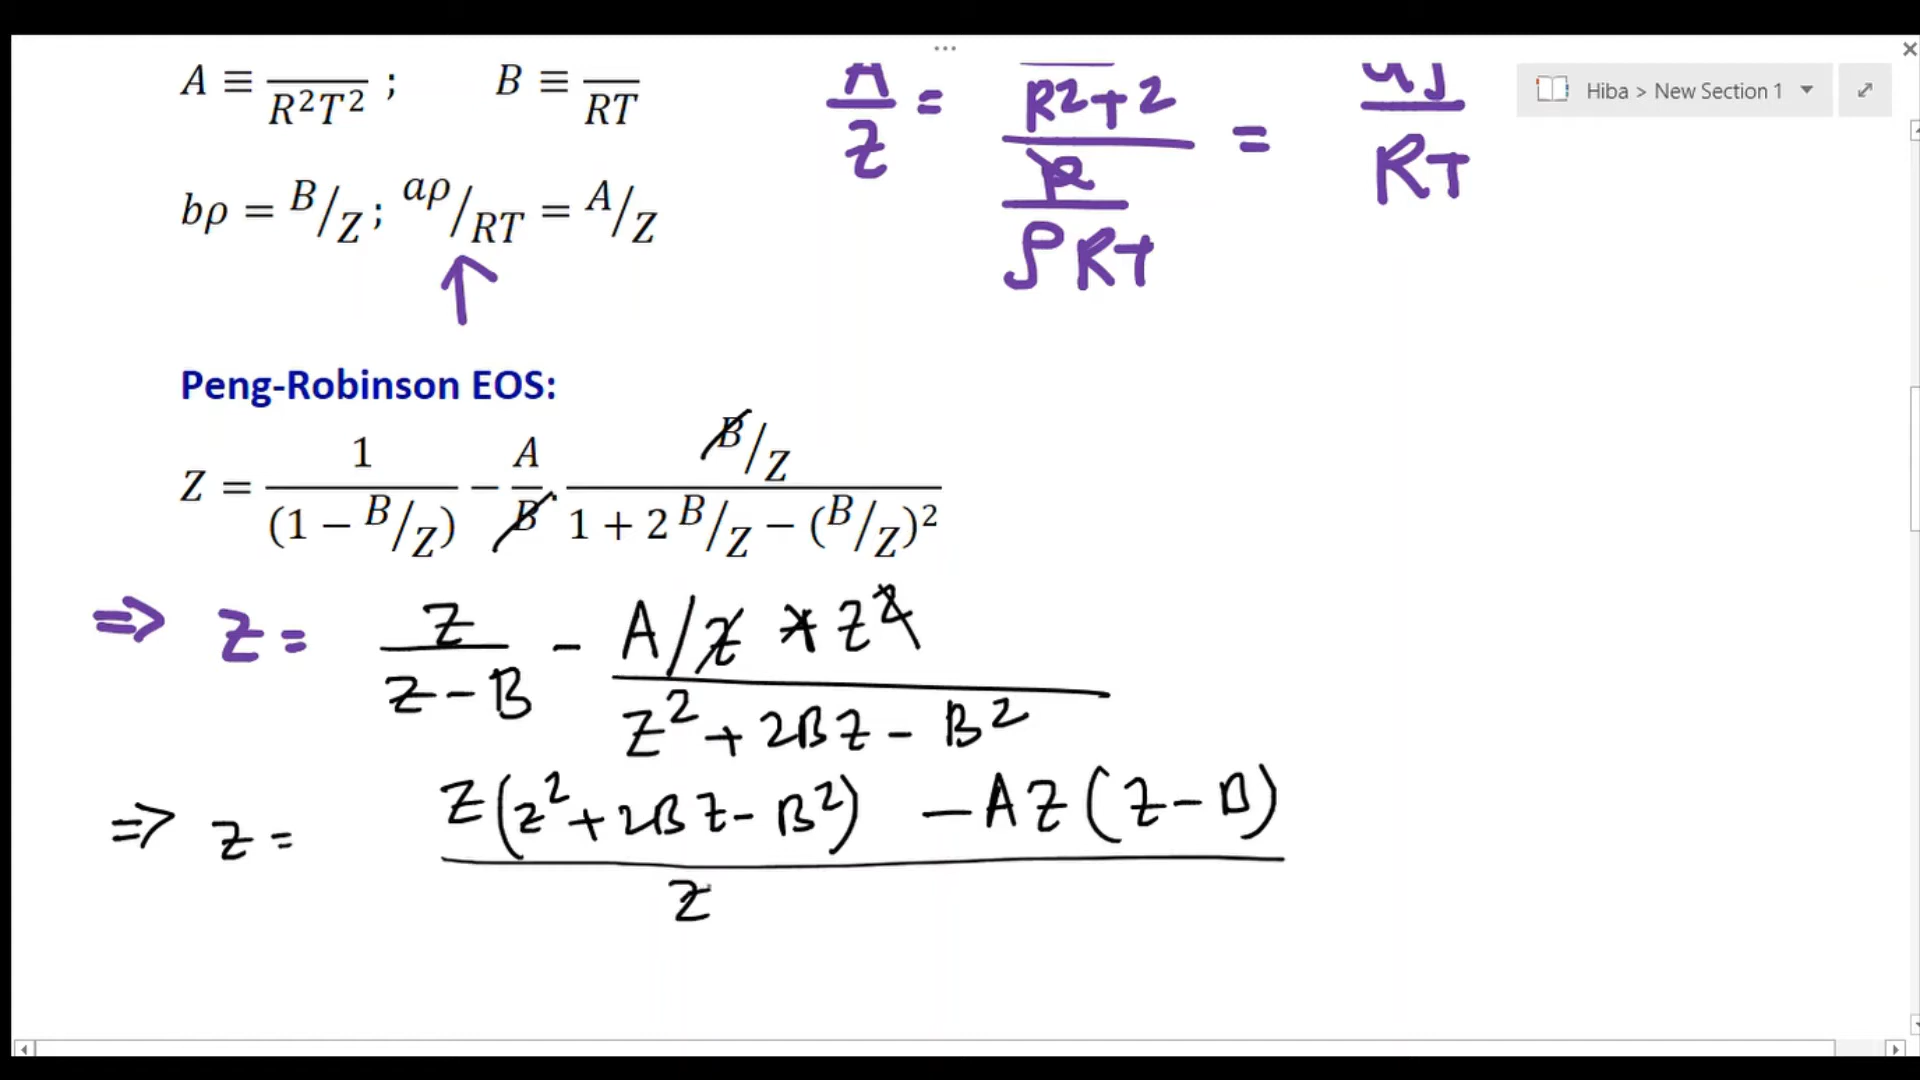 Hiba > New Section 1
A ≡ / R²T² ; B ≡ / RT
A/Z = R²T² / ρRT = / RT
bρ = B/Z; aρ/RT = A/Z
Peng-Robinson EOS:
Z = 1/(1 − B/Z) − A/B · (B/Z)/(1 + 2 B/Z − (B/Z)²)
⇒ Z = Z/(Z − B) − (A/Z * Z²)/(Z² + 2BZ − B²)
⇒ Z = Z(Z² + 2BZ − B²) − AZ(Z − B)
Z